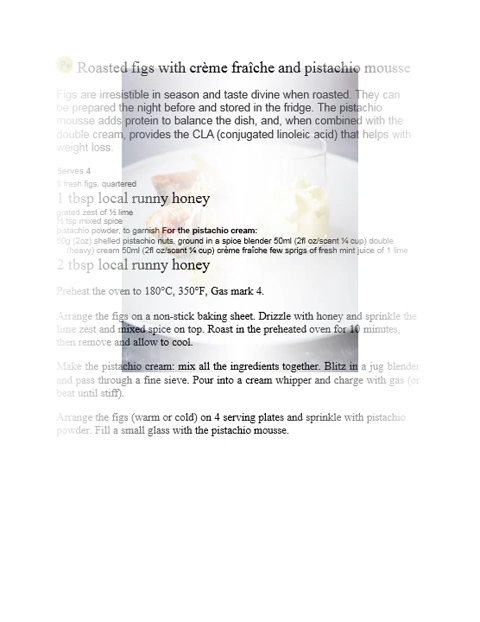 Roasted figs with crème fraîche and pistachio mousse
Figs are irresistible in season and taste divine when roasted. They can
be prepared the night before and stored in the fridge. The pistachio
mousse adds protein to balance the dish, and, when combined with the
double cream, provides the CLA (conjugated linoleic acid) that helps with
weight loss.
Serves 4
8 fresh figs, quartered
1 tbsp local runny honey
grated zest of ½ lime
½ tsp mixed spice
pistachio powder, to garnish For the pistachio cream:
50g (2oz) shelled pistachio nuts, ground in a spice blender 50ml (2fl oz/scant ¼ cup) double
(heavy) cream 50ml (2fl oz/scant ¼ cup) crème fraîche few sprigs of fresh mint juice of 1 lime
2 tbsp local runny honey
Preheat the oven to 180°C, 350°F, Gas mark 4.
Arrange the figs on a non-stick baking sheet. Drizzle with honey and sprinkle the
lime zest and mixed spice on top. Roast in the preheated oven for 10 minutes,
then remove and allow to cool.
Make the pistachio cream: mix all the ingredients together. Blitz in a jug blender
and pass through a fine sieve. Pour into a cream whipper and charge with gas (or
beat until stiff).
Arrange the figs (warm or cold) on 4 serving plates and sprinkle with pistachio
powder. Fill a small glass with the pistachio mousse.